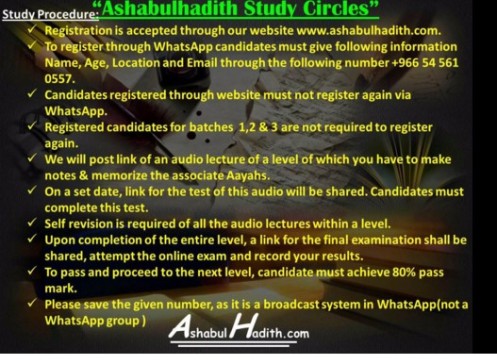 “Ashabulhadith Study Circles”
Study Procedure:
✓ Registration is accepted through our website www.ashabulhadith.com.
✓ To register through WhatsApp candidates must give following information
Name, Age, Location and Email through the following number +966 54 561
0557.
✓ Candidates registered through website must not register again via
WhatsApp.
✓ Registered candidates for batches 1,2 & 3 are not required to register
again.
✓ We will post link of an audio lecture of a level of which you have to make
notes & memorize the associate Aayahs.
✓ On a set date, link for the test of this audio will be shared. Candidates must
complete this test.
✓ Self revision is required of all the audio lectures within a level.
✓ Upon completion of the entire level, a link for the final examination shall be
shared, attempt the online exam and record your results.
✓ To pass and proceed to the next level, candidate must achieve 80% pass
mark.
✓ Please save the given number, as it is a broadcast system in WhatsApp(not a
WhatsApp group )
AshabulHadith.com